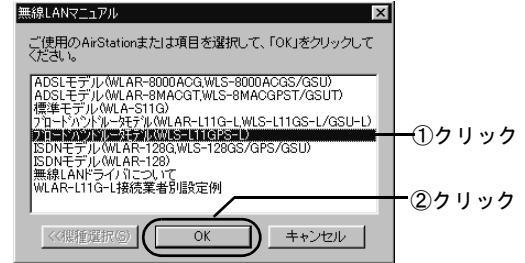 無線LANマニュアル
ご使用のAirStationまたは項目を選択して、「OK」をクリックして
ください。
ADSLモデル(WLAR-8000ACG,WLS-8000ACGS/GSU)
ADSLモデル(WLAR-8MACGT,WLS-8MACGPST/GSUT)
標準モデル(WLA-S11G)
ブロードバンドルータモデル(WLAR-L11G-L,WLS-L11GS-L/GSU-L)
ブロードバンドルータモデル(WLS-L11GPS-L)
①クリック
ISDNモデル(WLAR-128G,WLS-128GS/GPS/GSU)
ISDNモデル(WLAR-128)
無線LANドライバについて
WLAR-L11G-L接続業者別設定例
②クリック
<<機種選択(S)
OK
キャンセル